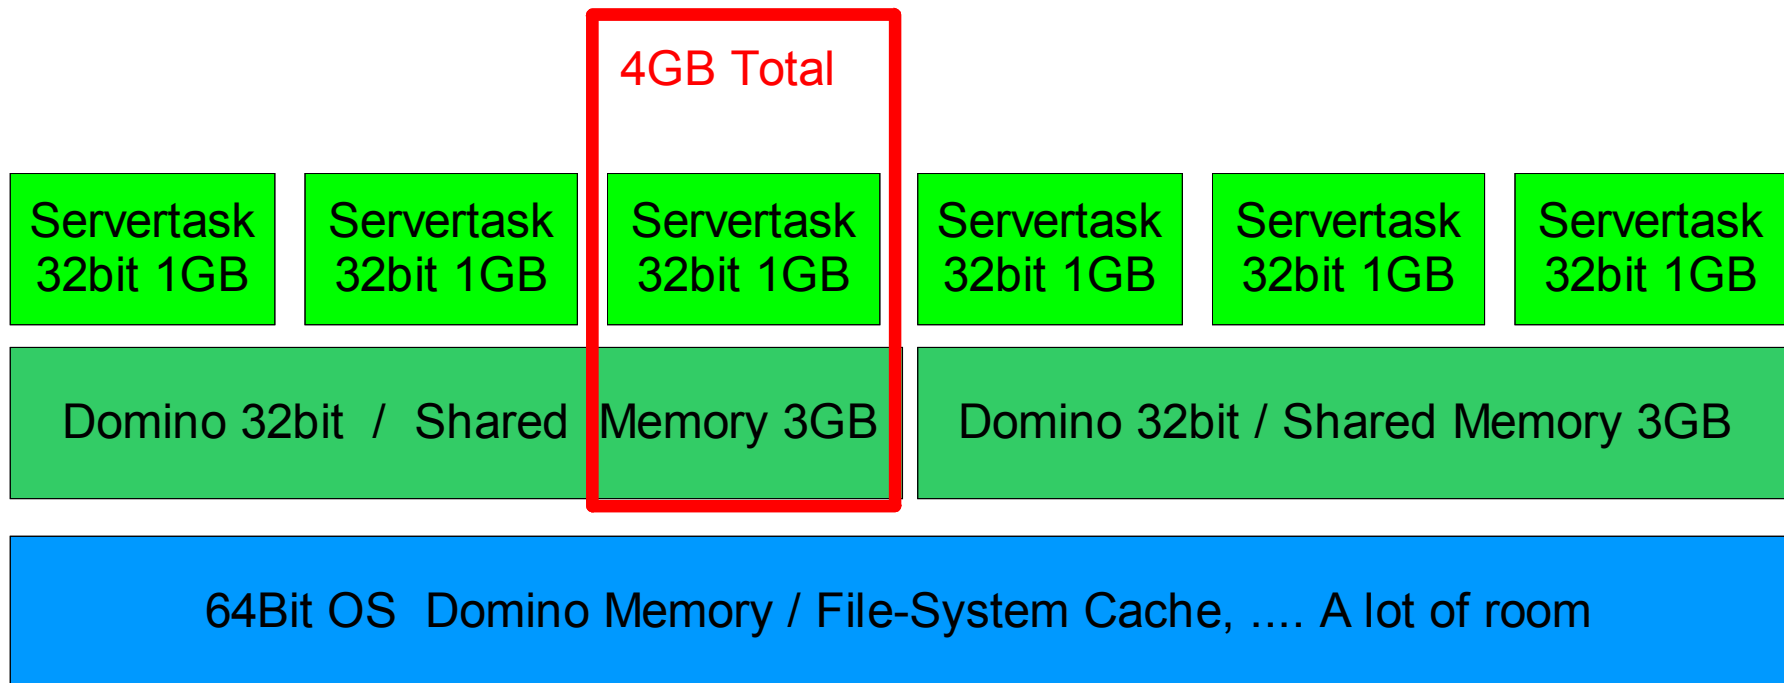 4GB Total
Servertask
32bit 1GB
Servertask
32bit 1GB
Servertask
32bit 1GB
Servertask
32bit 1GB
Servertask
32bit 1GB
Servertask
32bit 1GB
Domino 32bit / Shared Memory 3GB
Domino 32bit / Shared Memory 3GB
64Bit OS Domino Memory / File-System Cache, .... A lot of room